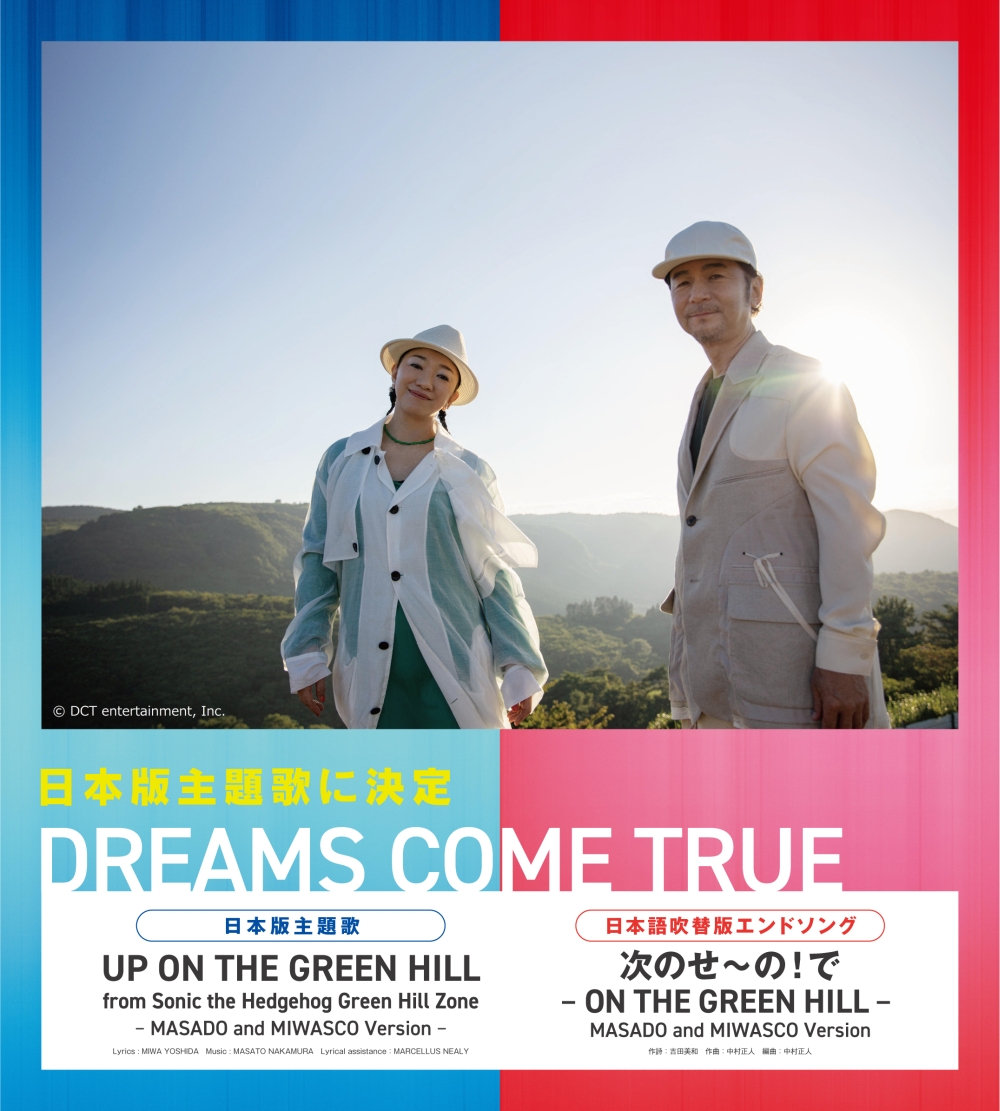 © DCT entertainment, Inc.
日本版主題歌に決定
DREAMS COME TRUE
日本版主題歌
UP ON THE GREEN HILL
from Sonic the Hedgehog Green Hill Zone
– MASADO and MIWASCO Version –
Lyrics : MIWA YOSHIDA Music : MASATO NAKAMURA Lyrical assistance : MARCELLUS NEALY
日本語吹替版エンドソング
次のせ～の！で
– ON THE GREEN HILL –
MASADO and MIWASCO Version
作詩：吉田美和 作曲：中村正人 編曲：中村正人